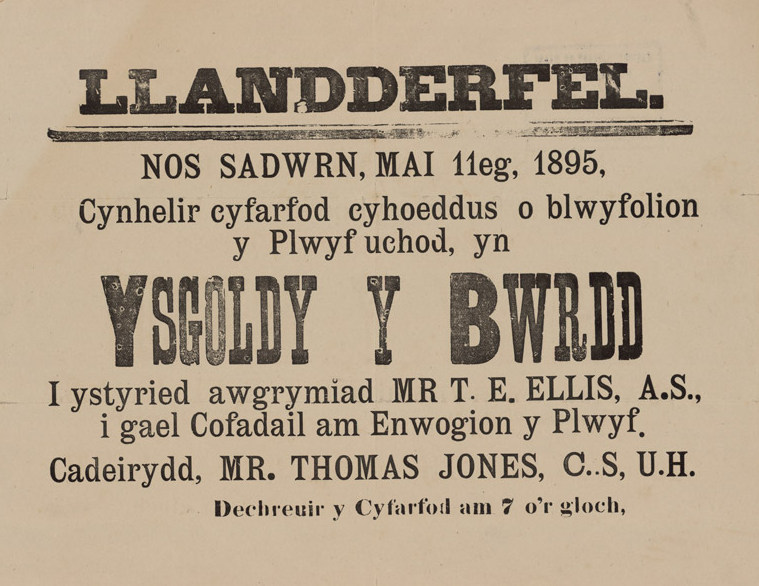 LLANDDERFEL.
NOS SADWRN, MAI 11eg, 1895,
Cynhelir cyfarfod cyhoeddus o blwyfolion
y Plwyf uchod, yn
YSGOLDY Y BWRDD
I ystyried awgrymiad MR T. E. ELLIS, A.S.,
i gael Cofadail am Enwogion y Plwyf.
Cadeirydd, MR. THOMAS JONES, C..S, U.H.
Dechreuir y Cyfarfod am 7 o'r gloch,